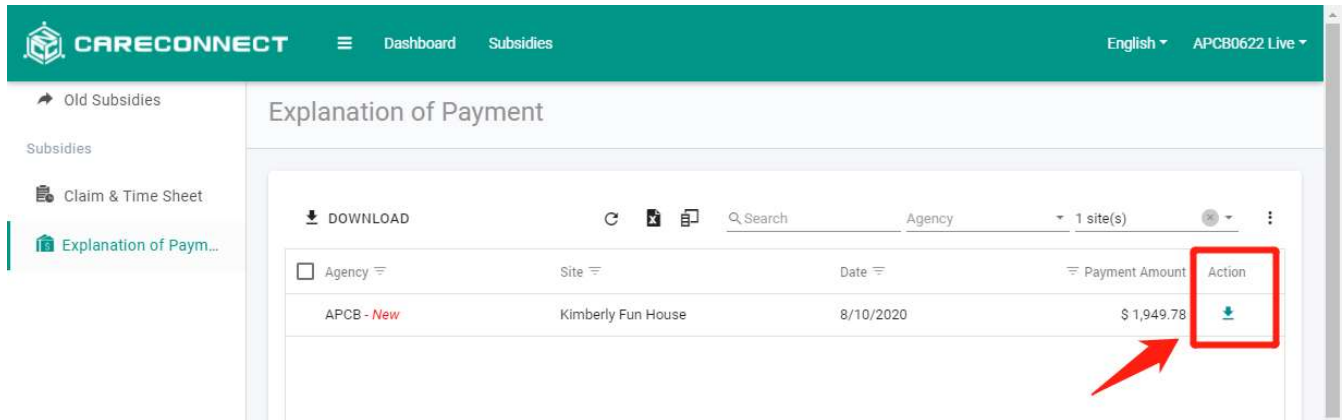 CARECONNECT Dashboard Subsidies English APCB0622 Live
Old Subsidies
Explanation of Payment
Subsidies
Claim & Time Sheet
Explanation of Paym...
DOWNLOAD Search Agency 1 site(s)
Agency Site Date Payment Amount Action
APCB - New Kimberly Fun House 8/10/2020 $ 1,949.78